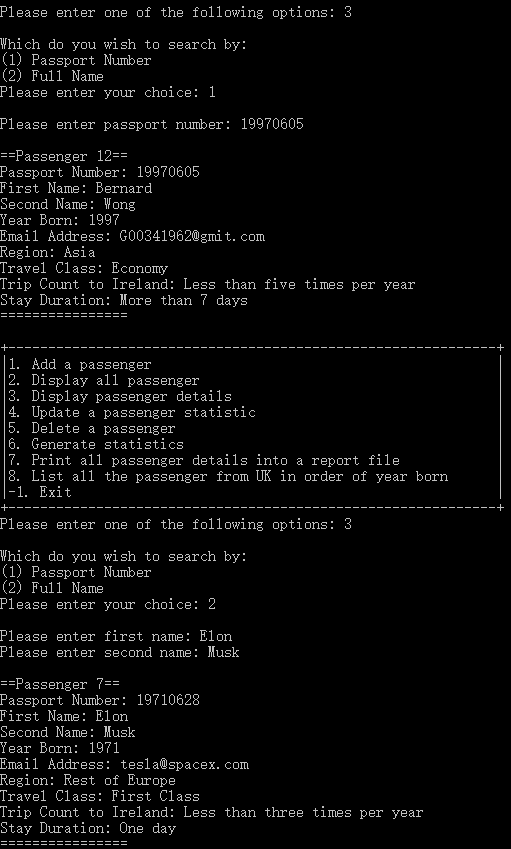 Please enter one of the following options: 3
Which do you wish to search by:
(1) Passport Number
(2) Full Name
Please enter your choice: 1
Please enter passport number: 19970605
==Passenger 12==
Passport Number: 19970605
First Name: Bernard
Second Name: Wong
Year Born: 1997
Email Address: G00341962@gmit.com
Region: Asia
Travel Class: Economy
Trip Count to Ireland: Less than five times per year
Stay Duration: More than 7 days
================
+-------------------------------------------------------------+
|1. Add a passenger |
|2. Display all passenger |
|3. Display passenger details |
|4. Update a passenger statistic |
|5. Delete a passenger |
|6. Generate statistics |
|7. Print all passenger details into a report file |
|8. List all the passenger from UK in order of year born |
|-1. Exit |
+-------------------------------------------------------------+
Please enter one of the following options: 3
Which do you wish to search by:
(1) Passport Number
(2) Full Name
Please enter your choice: 2
Please enter first name: Elon
Please enter second name: Musk
==Passenger 7==
Passport Number: 19710628
First Name: Elon
Second Name: Musk
Year Born: 1971
Email Address: tesla@spacex.com
Region: Rest of Europe
Travel Class: First Class
Trip Count to Ireland: Less than three times per year
Stay Duration: One day
================